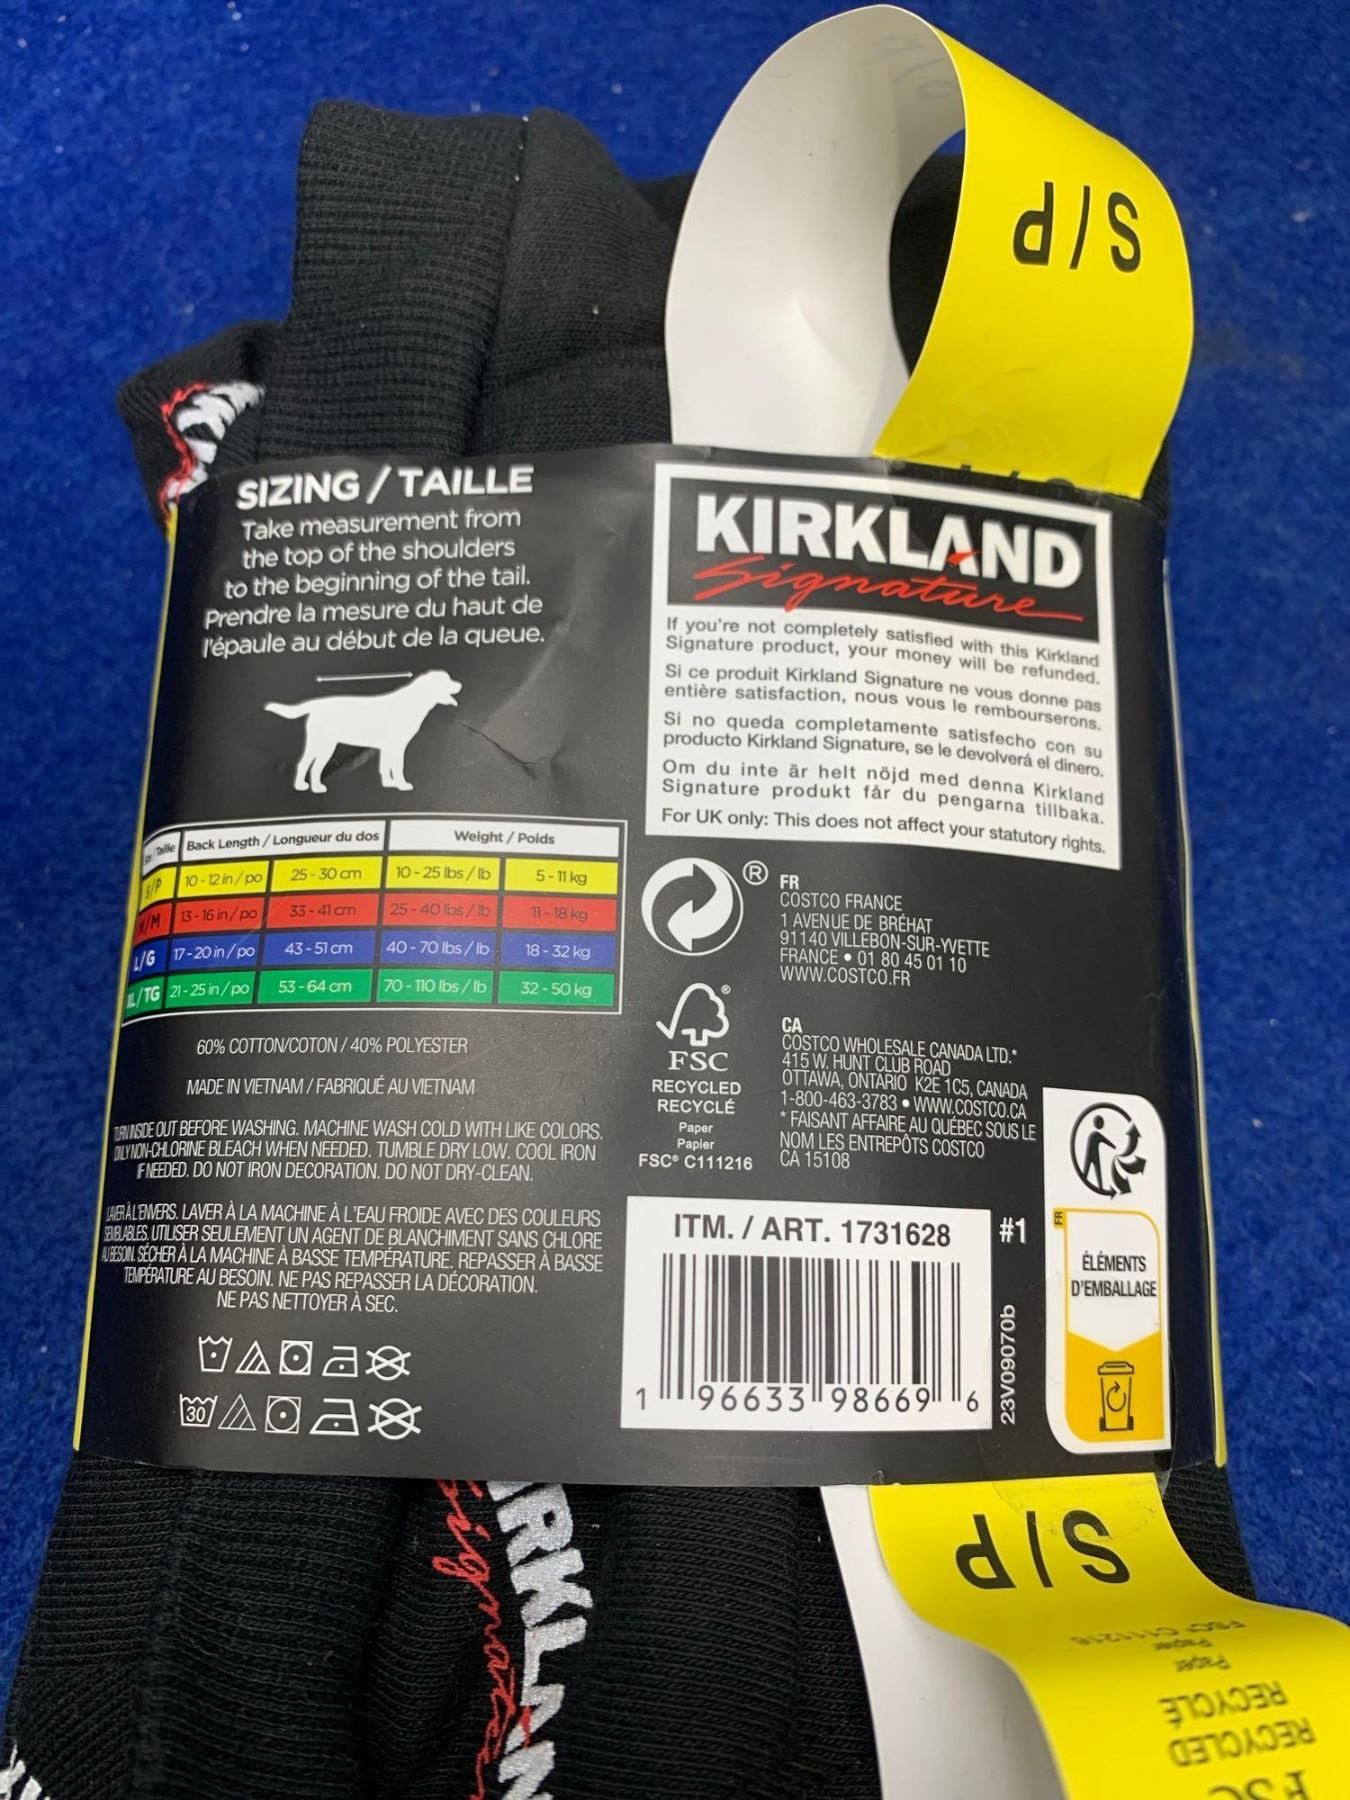 S/P
SIZING / TAILLE
Take measurement from
the top of the shoulders
to the beginning of the tail.
Prendre la mesure du haut de
l'épaule au début de la queue.
Taille Back Length / Longueur du dos Weight / Poids
S/P 10 - 12 in / po 25 - 30 cm 10 - 25 lbs / lb 5 - 11 kg
M/M 13 - 16 in / po 33 - 41 cm 25 - 40 lbs / lb 11 - 18 kg
L/G 17 - 20 in / po 43 - 51 cm 40 - 70 lbs / lb 18 - 32 kg
XL/TG 21 - 25 in / po 53 - 64 cm 70 - 110 lbs / lb 32 - 50 kg
60% COTTON/COTON / 40% POLYESTER
MADE IN VIETNAM / FABRIQUÉ AU VIETNAM
TURN INSIDE OUT BEFORE WASHING. MACHINE WASH COLD WITH LIKE COLORS.
ONLY NON-CHLORINE BLEACH WHEN NEEDED. TUMBLE DRY LOW. COOL IRON
IF NEEDED. DO NOT IRON DECORATION. DO NOT DRY-CLEAN.
LAVER À L'ENVERS. LAVER À LA MACHINE À L'EAU FROIDE AVEC DES COULEURS
SEMBLABLES. UTILISER SEULEMENT UN AGENT DE BLANCHIMENT SANS CHLORE
AU BESOIN. SÉCHER À LA MACHINE À BASSE TEMPÉRATURE. REPASSER À BASSE
TEMPÉRATURE AU BESOIN. NE PAS REPASSER LA DÉCORATION.
NE PAS NETTOYER À SEC.
30
KIRKLAND
Signature
If you're not completely satisfied with this Kirkland
Signature product, your money will be refunded.
Si ce produit Kirkland Signature ne vous donne pas
entière satisfaction, nous vous le rembourserons.
Si no queda completamente satisfecho con su
producto Kirkland Signature, se le devolverá el dinero.
Om du inte är helt nöjd med denna Kirkland
Signature produkt får du pengarna tillbaka.
For UK only: This does not affect your statutory rights.
®
FR
COSTCO FRANCE
1 AVENUE DE BRÉHAT
91140 VILLEBON-SUR-YVETTE
FRANCE • 01 80 45 01 10
WWW.COSTCO.FR
®
FSC
RECYCLED
RECYCLÉ
Paper
Papier
FSC® C111216
CA
COSTCO WHOLESALE CANADA LTD.*
415 W. HUNT CLUB ROAD
OTTAWA, ONTARIO K2E 1C5, CANADA
1-800-463-3783 • WWW.COSTCO.CA
* FAISANT AFFAIRE AU QUÉBEC SOUS LE
NOM LES ENTREPÔTS COSTCO
CA 15108
ITM. / ART. 1731628
#1
1 96633 98669 6
23V09070b
FR
ÉLÉMENTS
D'EMBALLAGE
S/P
FSC® C111216
Papier
Paper
RECYCLÉ
RECYCLED
FSC
Signature